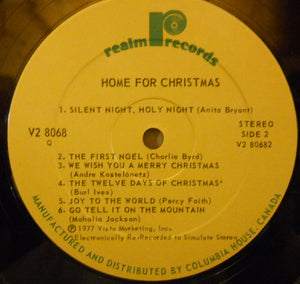 realm records
HOME FOR CHRISTMAS
1. SILENT NIGHT, HOLY NIGHT (Anita Bryant)
V2 8068
Q
STEREO
SIDE 2
V2 80682
2. THE FIRST NOEL (Charlie Byrd)
3. WE WISH YOU A MERRY CHRISTMAS
(Andre Kostelanetz)
4. THE TWELVE DAYS OF CHRISTMAS*
(Burl Ives)
5. JOY TO THE WORLD (Percy Faith)
6. GO TELL IT ON THE MOUNTAIN
(Mahalia Jackson)
℗ 1977 Vista Marketing, Inc.
*Electronically Re-Recorded to Simulate Stereo
MANUFACTURED AND DISTRIBUTED BY COLUMBIA HOUSE, CANADA.